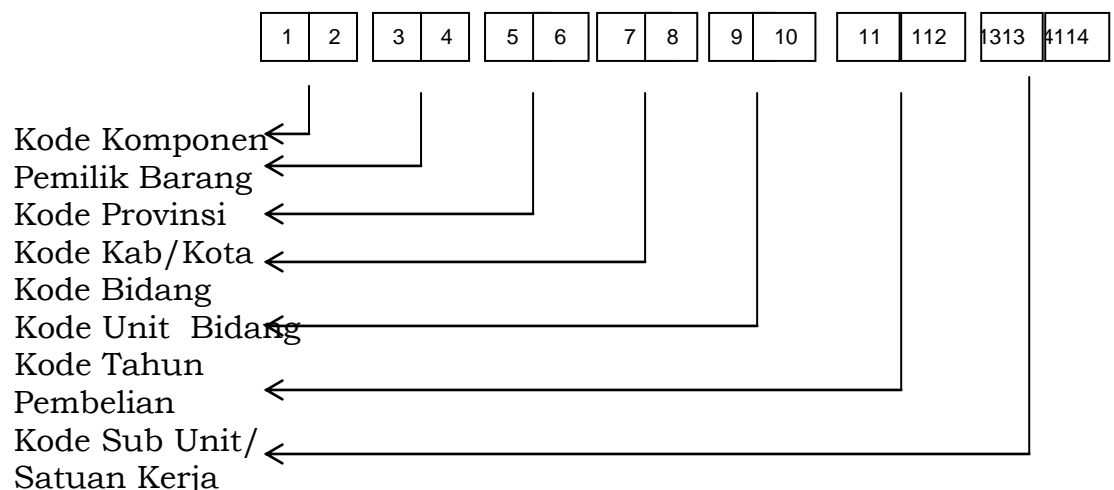 1 2 3 4 5 6 7 8 9 10 11 112 1313 4114
Kode Komponen
Pemilik Barang
Kode Provinsi
Kode Kab/Kota
Kode Bidang
Kode Unit Bidang
Kode Tahun
Pembelian
Kode Sub Unit/
Satuan Kerja